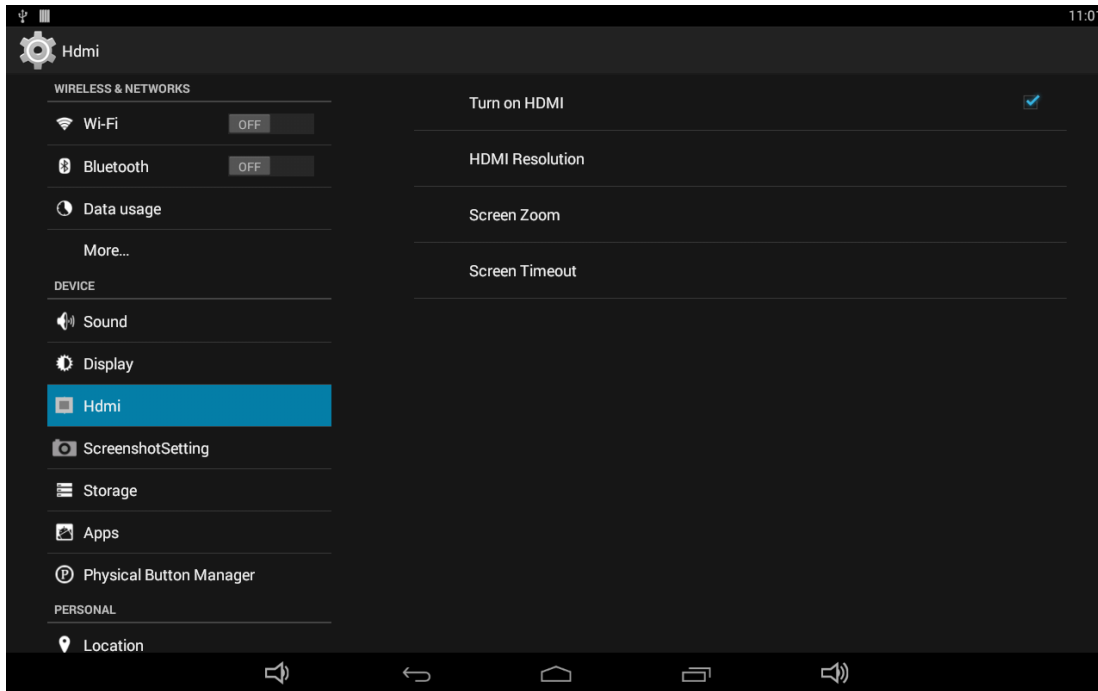 11:01
Hdmi
WIRELESS & NETWORKS
Wi-Fi OFF
Bluetooth OFF
Data usage
More...
DEVICE
Sound
Display
Hdmi
ScreenshotSetting
Storage
Apps
Physical Button Manager
PERSONAL
Location
Turn on HDMI
HDMI Resolution
Screen Zoom
Screen Timeout